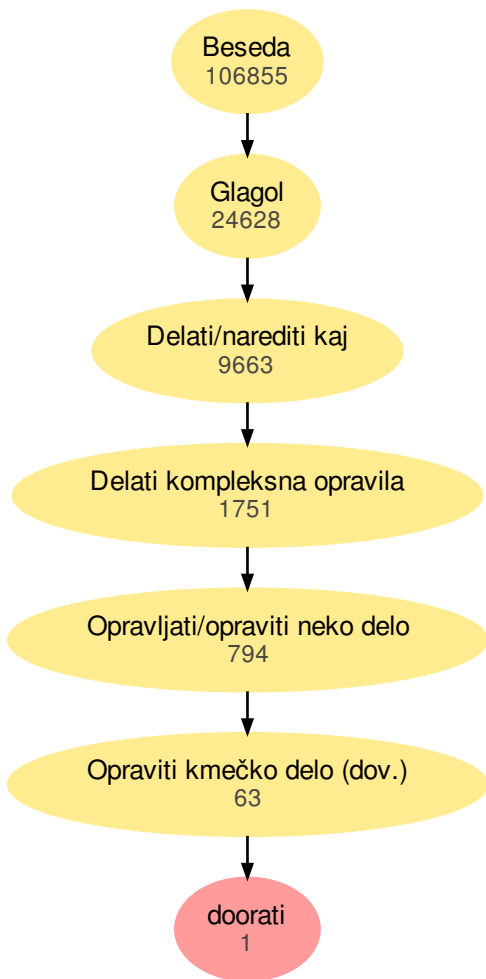 Beseda
106855
Glagol
24628
Delati/narediti kaj
9663
Delati kompleksna opravila
1751
Opravljati/opraviti neko delo
794
Opraviti kmečko delo (dov.)
63
doorati
1